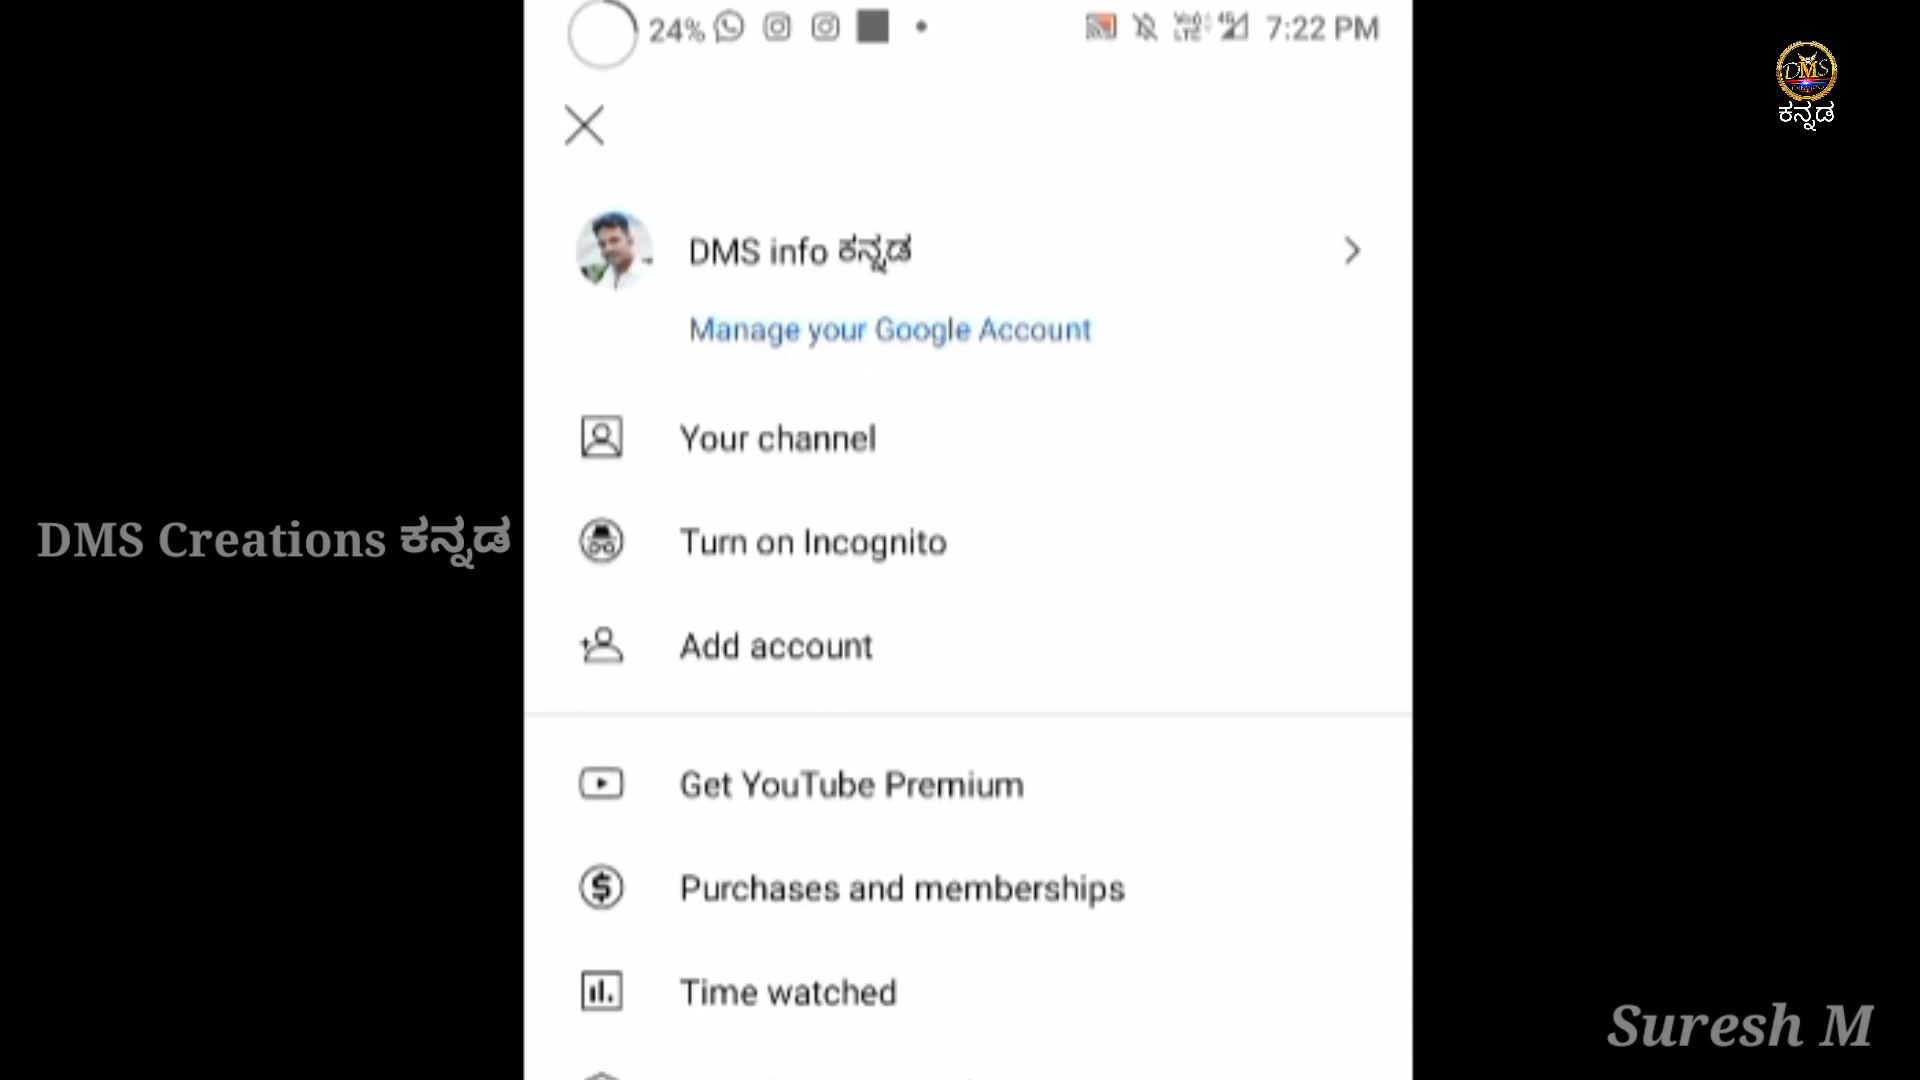 24%
7:22 PM
DMS
ಕನ್ನಡ
DMS info ಕನ್ನಡ
Manage your Google Account
Your channel
DMS Creations ಕನ್ನಡ
Turn on Incognito
Add account
Get YouTube Premium
Purchases and memberships
Time watched
Suresh M